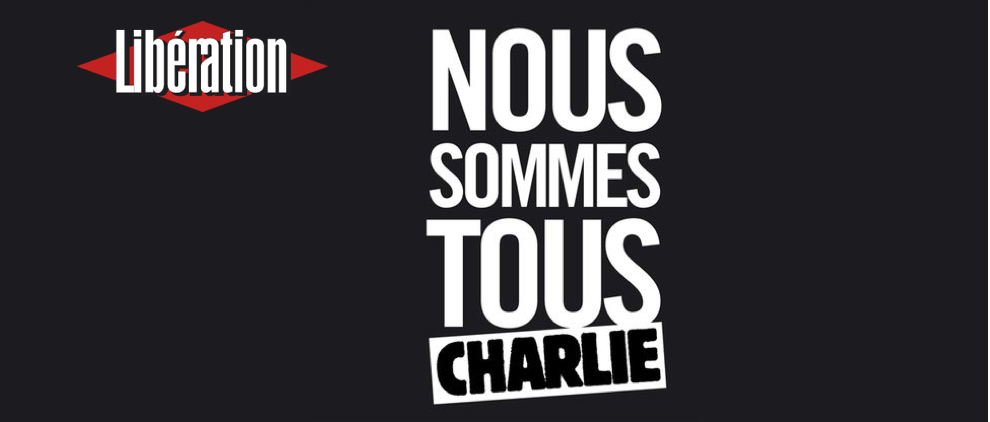 Libération
NOUS
SOMMES
TOUS
CHARLIE